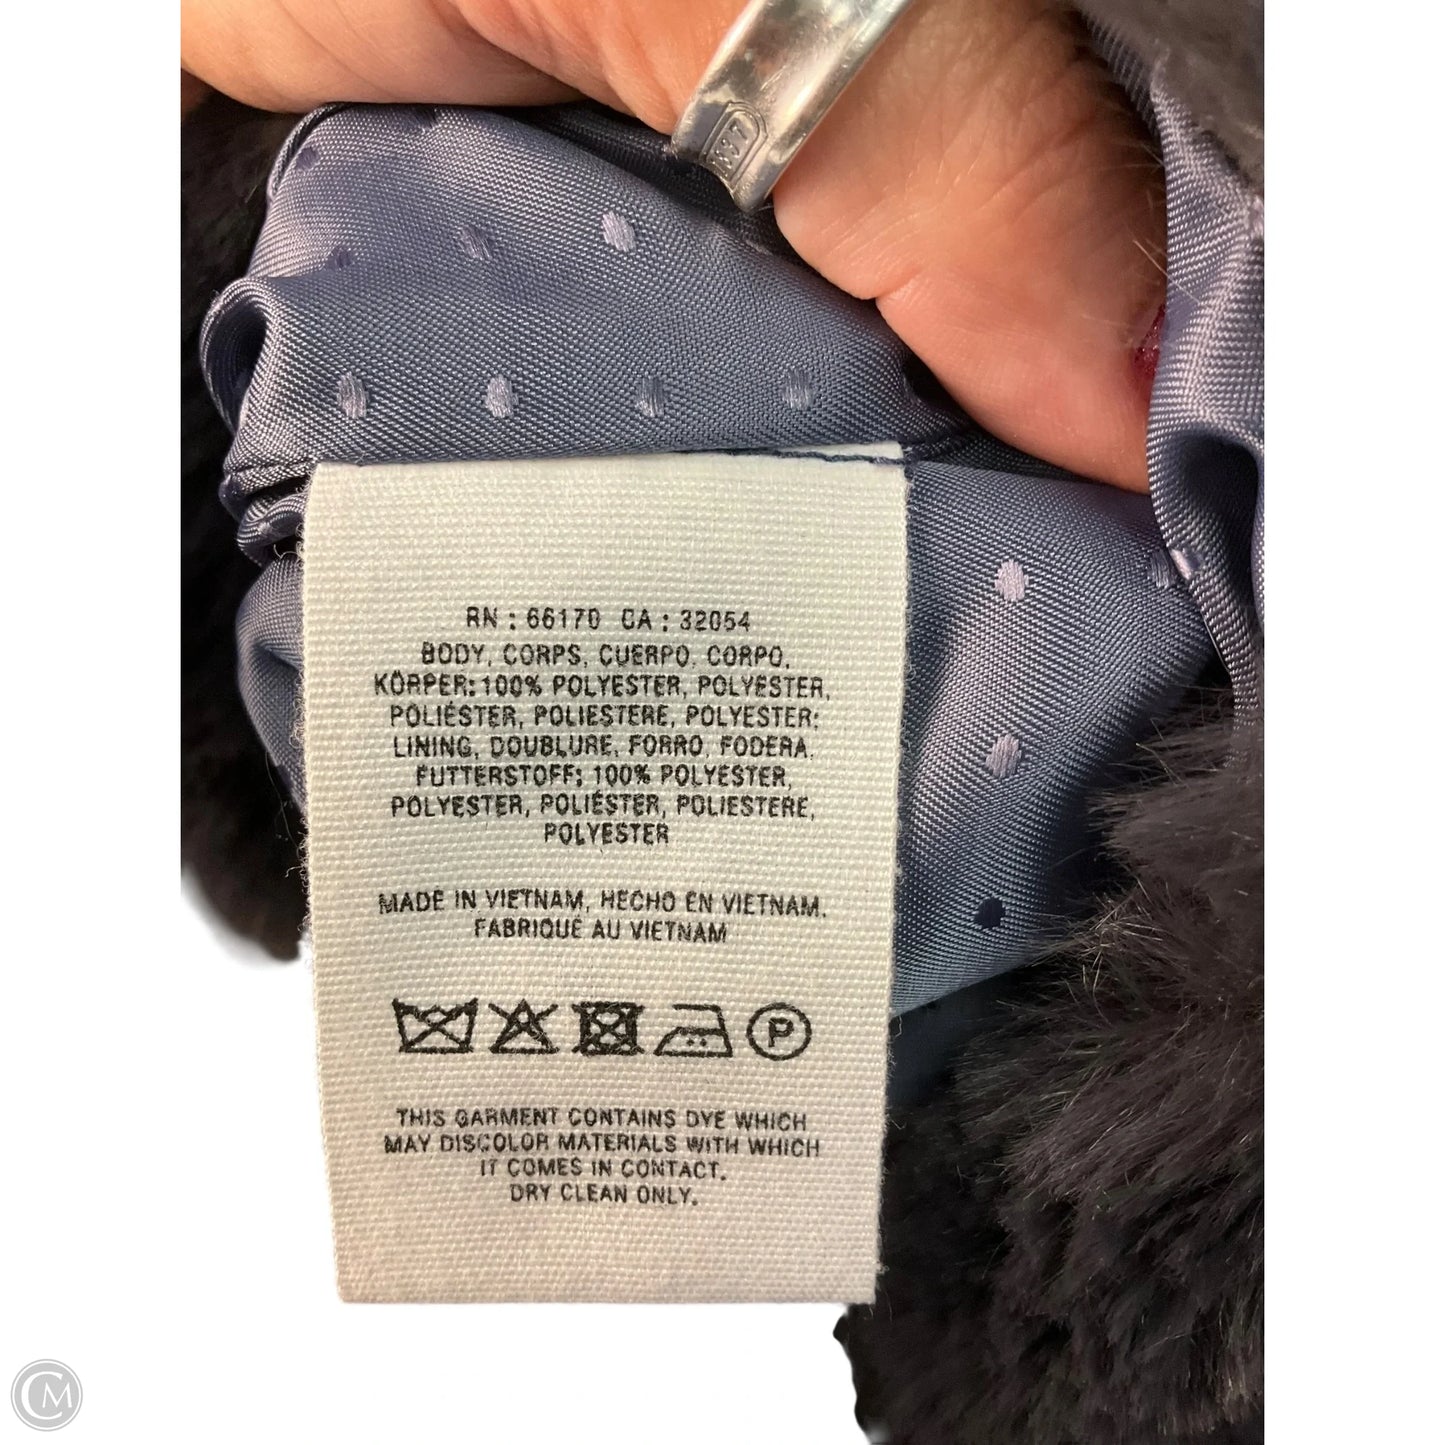 1837
RN : 66170 CA : 32054
BODY, CORPS, CUERPO, CORPO,
KÖRPER: 100% POLYESTER, POLYESTER,
POLIÉSTER, POLIESTERE, POLYESTER;
LINING, DOUBLURE, FORRO, FODERA,
FUTTERSTOFF: 100% POLYESTER,
POLYESTER, POLIÉSTER, POLIESTERE,
POLYESTER
MADE IN VIETNAM, HECHO EN VIETNAM,
FABRIQUÉ AU VIETNAM
P
THIS GARMENT CONTAINS DYE WHICH
MAY DISCOLOR MATERIALS WITH WHICH
IT COMES IN CONTACT.
DRY CLEAN ONLY.
CM